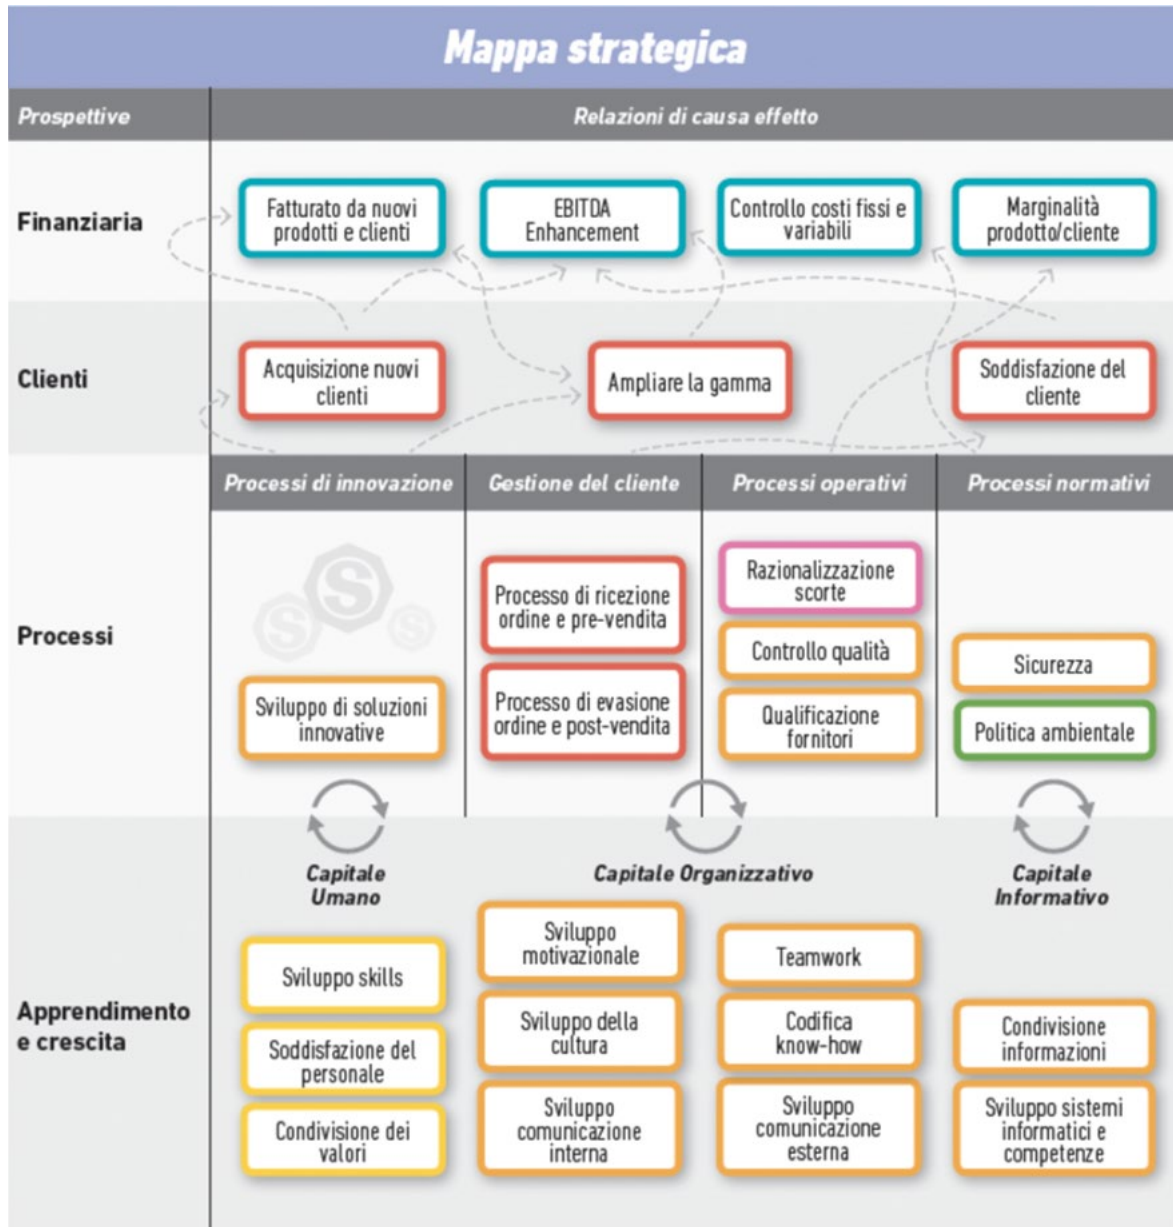 Mappa strategica
Prospettive
Relazioni di causa effetto
Finanziaria
Fatturato da nuovi
prodotti e clienti
EBITDA
Enhancement
Controllo costi fissi e
variabili
Marginalità
prodotto/cliente
Clienti
Acquisizione nuovi
clienti
Ampliare la gamma
Soddisfazione del
cliente
Processi di innovazione
Gestione del cliente
Processi operativi
Processi normativi
Processi
S
S
S
Sviluppo di soluzioni
innovative
Processo di ricezione
ordine e pre-vendita
Processo di evasione
ordine e post-vendita
Razionalizzazione
scorte
Controllo qualità
Qualificazione
fornitori
Sicurezza
Politica ambientale
Capitale
Umano
Capitale Organizzativo
Capitale
Informativo
Apprendimento
e crescita
Sviluppo skills
Soddisfazione del
personale
Condivisione dei
valori
Sviluppo
motivazionale
Sviluppo della
cultura
Sviluppo
comunicazione
interna
Teamwork
Codifica
know-how
Sviluppo
comunicazione
esterna
Condivisione
informazioni
Sviluppo sistemi
informatici e
competenze